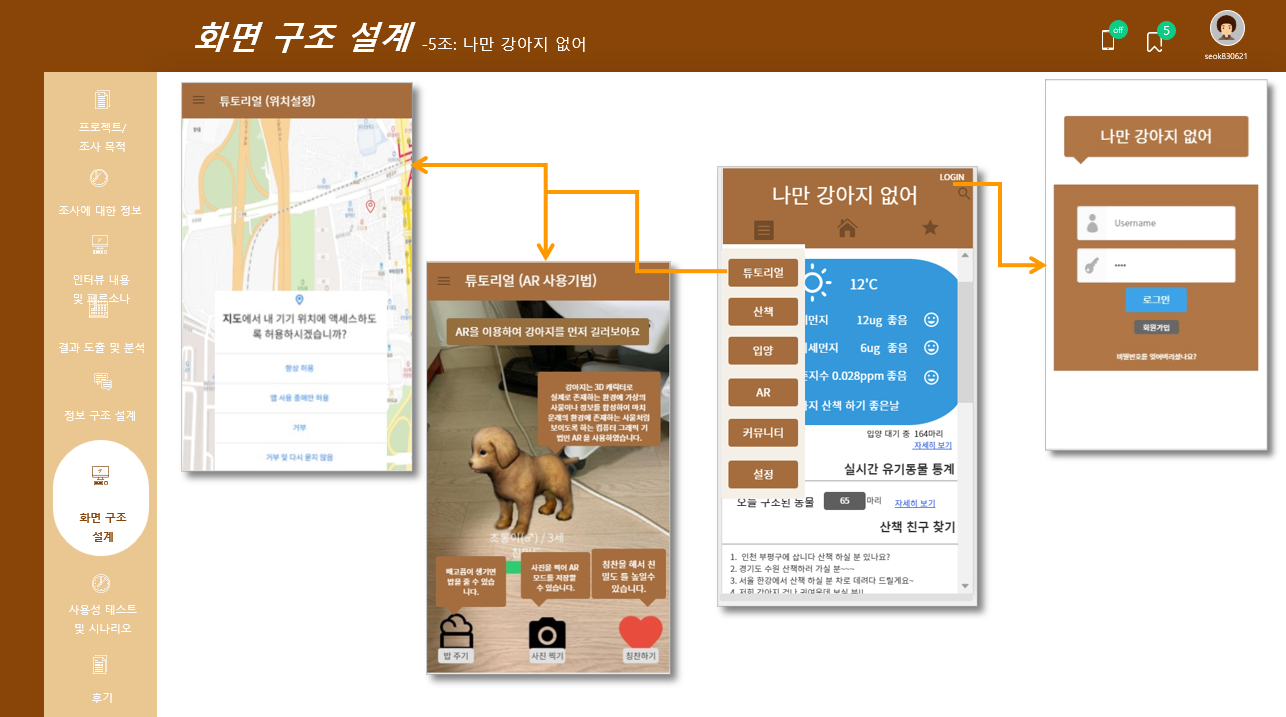 화면 구조 설계 -5조: 나만 강아지 없어
off
5
seok830621
프로젝트/
조사 목적
조사에 대한 정보
인터뷰 내용
및 페르소나
결과 도출 및 분석
정보 구조 설계
화면 구조
설계
사용성 테스트
및 시나리오
후기
튜토리얼 (위치설정)
지도에서 내 기기 위치에 액세스하도
록 허용하시겠습니까?
항상 허용
앱 사용 중에만 허용
거부
거부 및 다시 묻지 않음
튜토리얼 (AR 사용기법)
AR을 이용하여 강아지를 먼저 길러보아요
강아지는 3D 캐릭터로
실제로 존재하는 환경에 가상의
사물이나 정보를 합성하여 마치
운래의 환경에 존재하는 사물처럼
보이도록 하는 컴퓨터 그래픽 기
법인 AR을 사용하였습니다.
초롱이(♂) / 3세
배고픔이 생기면
밥을 줄 수 있습
니다.
사진을 찍어 AR
모드를 저장할
수 있습니다.
칭찬을 해서 친
밀도 를 높일수
있습니다.
밥 주기
사진 찍기
칭찬하기
LOGIN
나만 강아지 없어
튜토리얼
산책
입양
AR
커뮤니티
설정
12'C
세먼지 12ug 좋음
세먼지 6ug 좋음
존지수 0.028ppm 좋음
지 산책 하기 좋은날
입양 대기 중 164마리
자세히 보기
실시간 유기동물 통계
오늘 구조된 동물 65 마리 자세히 보기
산책 친구 찾기
1. 인천 부평구에 삽니다 산책 하실 분 있나요?
2. 경기도 수원 산책하러 가실 분~~~
3. 서울 한강에서 산책 하실 분 차로 데려다 드릴게요~
4. 저희 강아지 겁나 귀여운데 보실 분!!
나만 강아지 없어
Username
로그인
회원가입
비밀번호를 잊어버리셨나요?